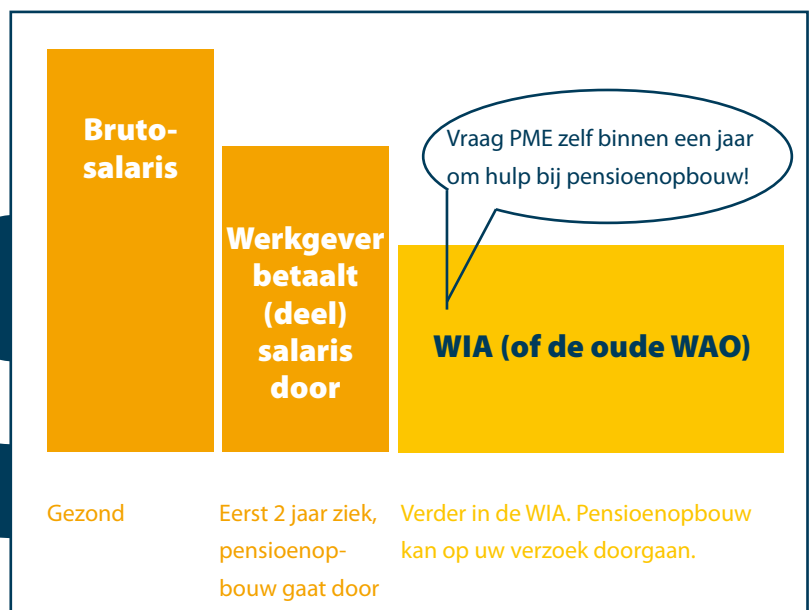 Bruto-
salaris
Werkgever
betaalt
(deel)
salaris
door
Vraag PME zelf binnen een jaar
om hulp bij pensioenopbouw!
WIA (of de oude WAO)
Gezond
Eerst 2 jaar ziek,
pensioenop-
bouw gaat door
Verder in de WIA. Pensioenopbouw
kan op uw verzoek doorgaan.